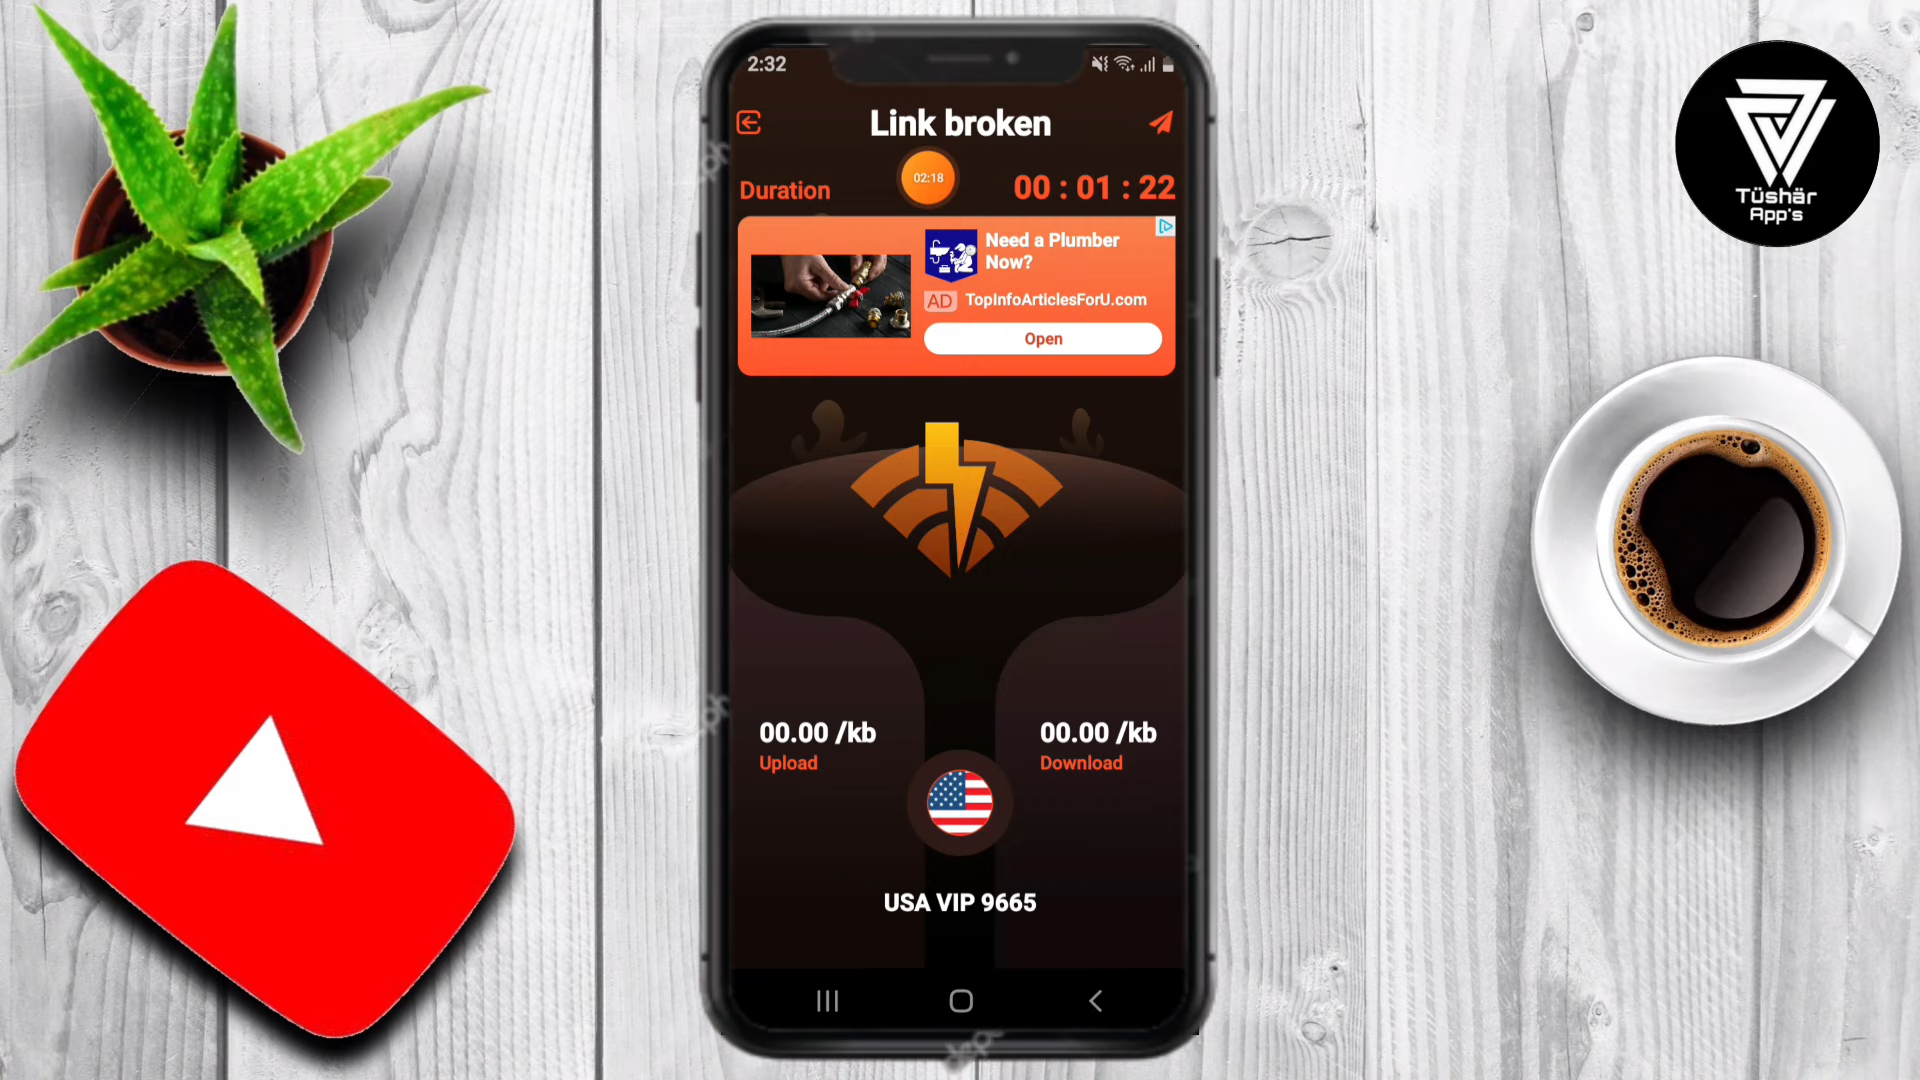 2:32
Link broken
02:18
Duration
00 : 01 : 22
Need a Plumber
Now?
AD TopInfoArticlesForU.com
Open
00.00 /kb
Upload
00.00 /kb
Download
USA VIP 9665
Tüshär
App's